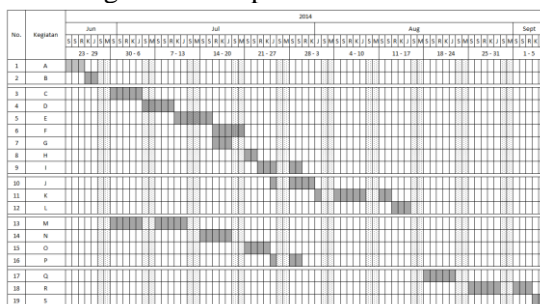 2014
No. Kegiatan Jun Jul Aug Sept
S S R K J S M S S R K J S M S S R K J S M S S R K J S M S S R K J S M S S R K J S M S S R K J S M S S R K J S M S S R K J S M S S R K J S M S S R K
23 - 29 30 - 6 7 - 13 14 - 20 21 - 27 28 - 3 4 - 10 11 - 17 18 - 24 25 - 31 1 - 5
1 A
2 B
3 C
4 D
5 E
6 F
7 G
8 H
9 I
10 J
11 K
12 L
13 M
14 N
15 O
16 P
17 Q
18 R
19 S